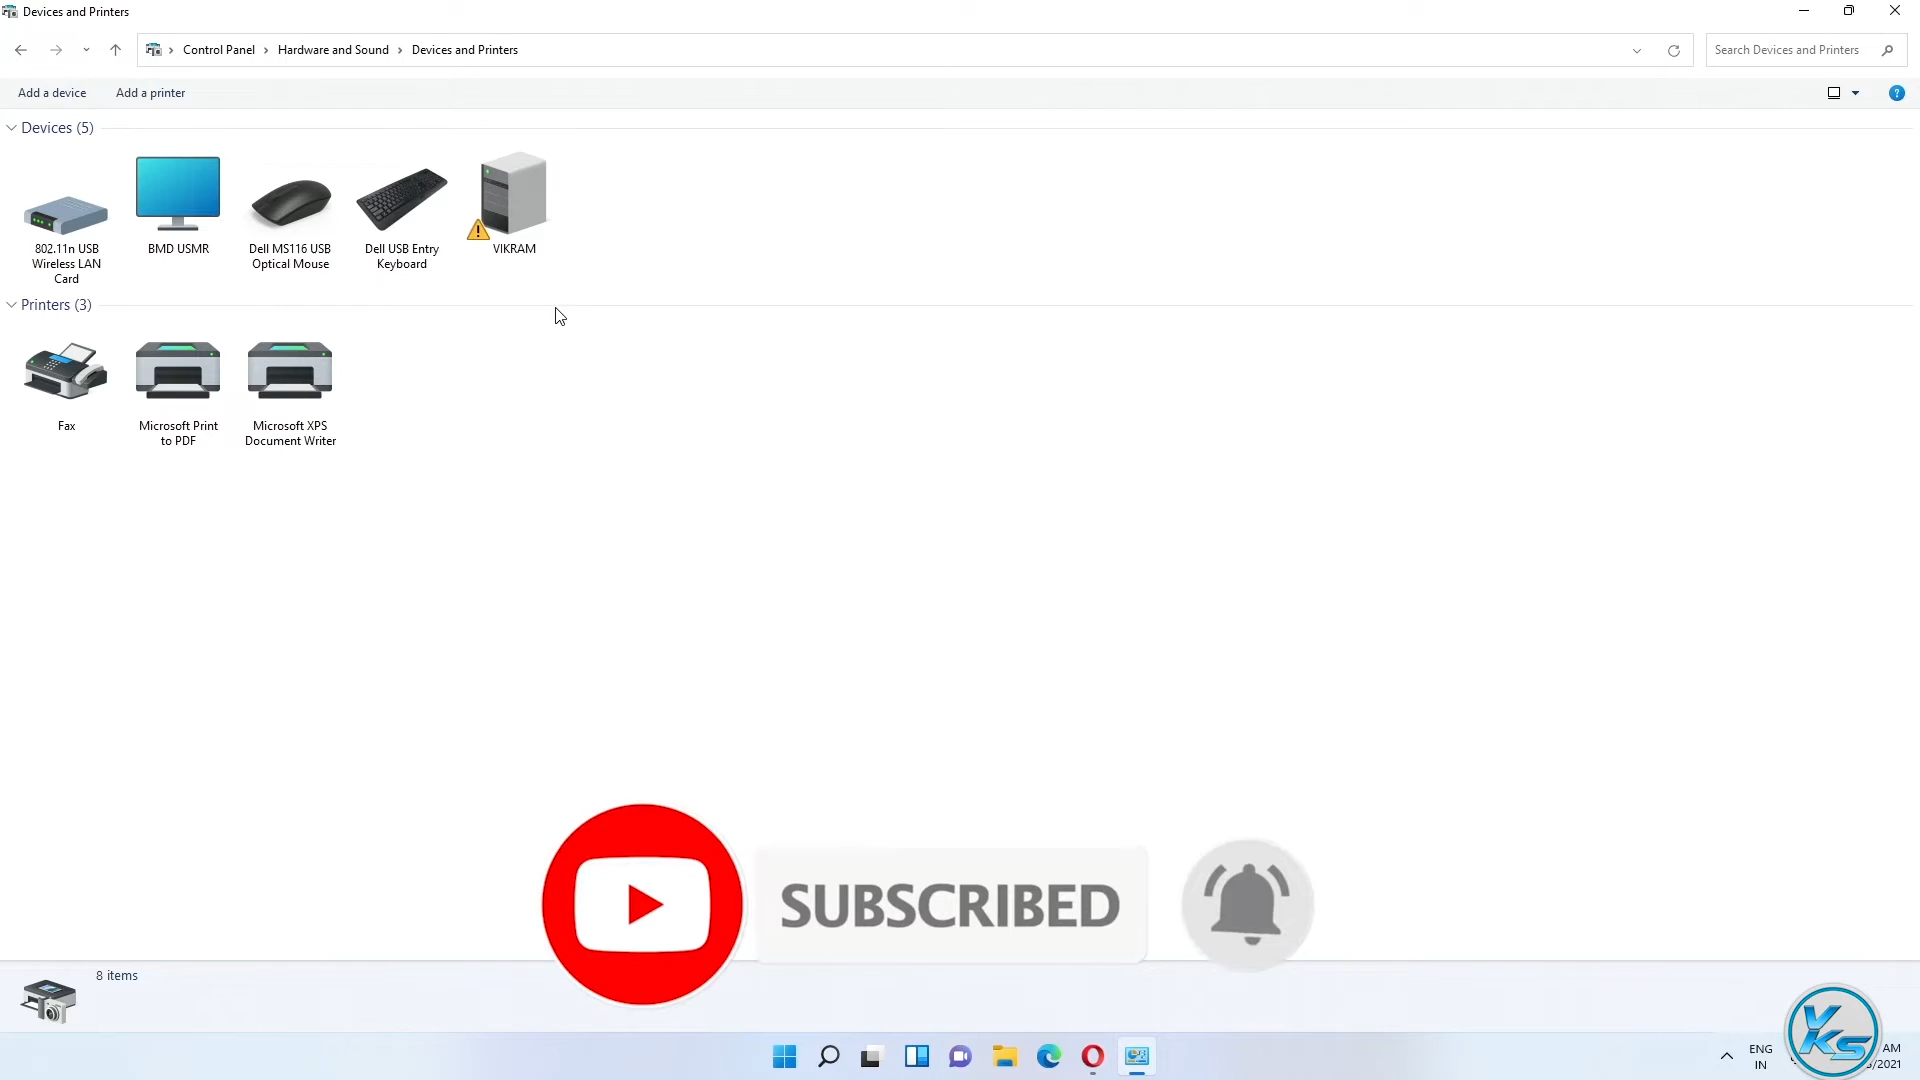 Devices and Printers
Control Panel > Hardware and Sound > Devices and Printers
Search Devices and Printers
Add a device
Add a printer
?
Devices (5)
802.11n USB
Wireless LAN
Card
BMD USMR
Dell MS116 USB
Optical Mouse
Dell USB Entry
Keyboard
VIKRAM
Printers (3)
Fax
Microsoft Print
to PDF
Microsoft XPS
Document Writer
SUBSCRIBED
8 items
ENG
IN
AM
/2021
VKS